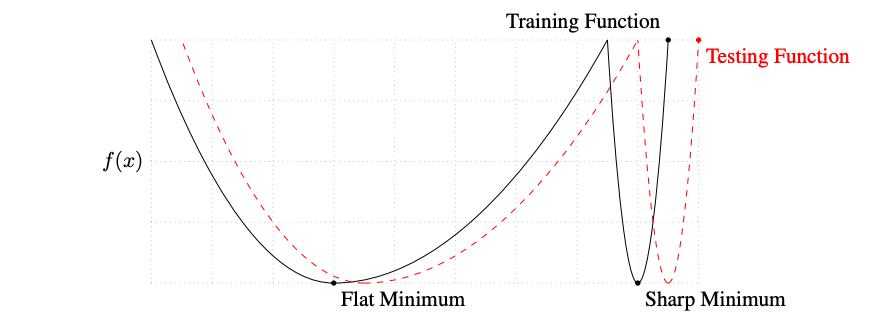 Training Function
Testing Function
f(x)
Flat Minimum
Sharp Minimum